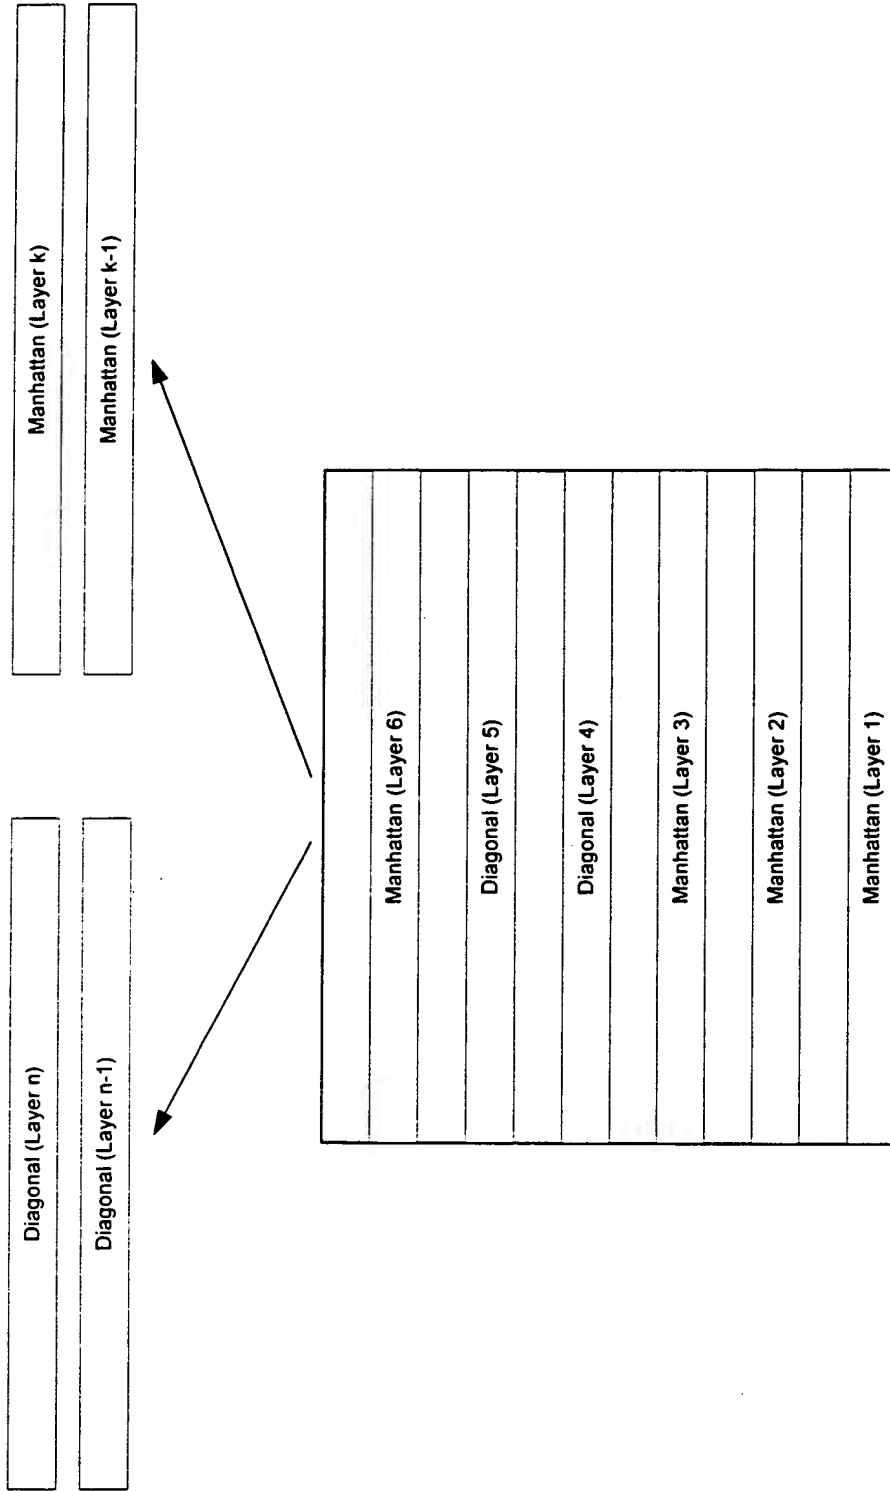 Diagonal (Layer n)
Diagonal (Layer n-1)
Manhattan (Layer k)
Manhattan (Layer k-1)
Manhattan (Layer 6)
Diagonal (Layer 5)
Diagonal (Layer 4)
Manhattan (Layer 3)
Manhattan (Layer 2)
Manhattan (Layer 1)